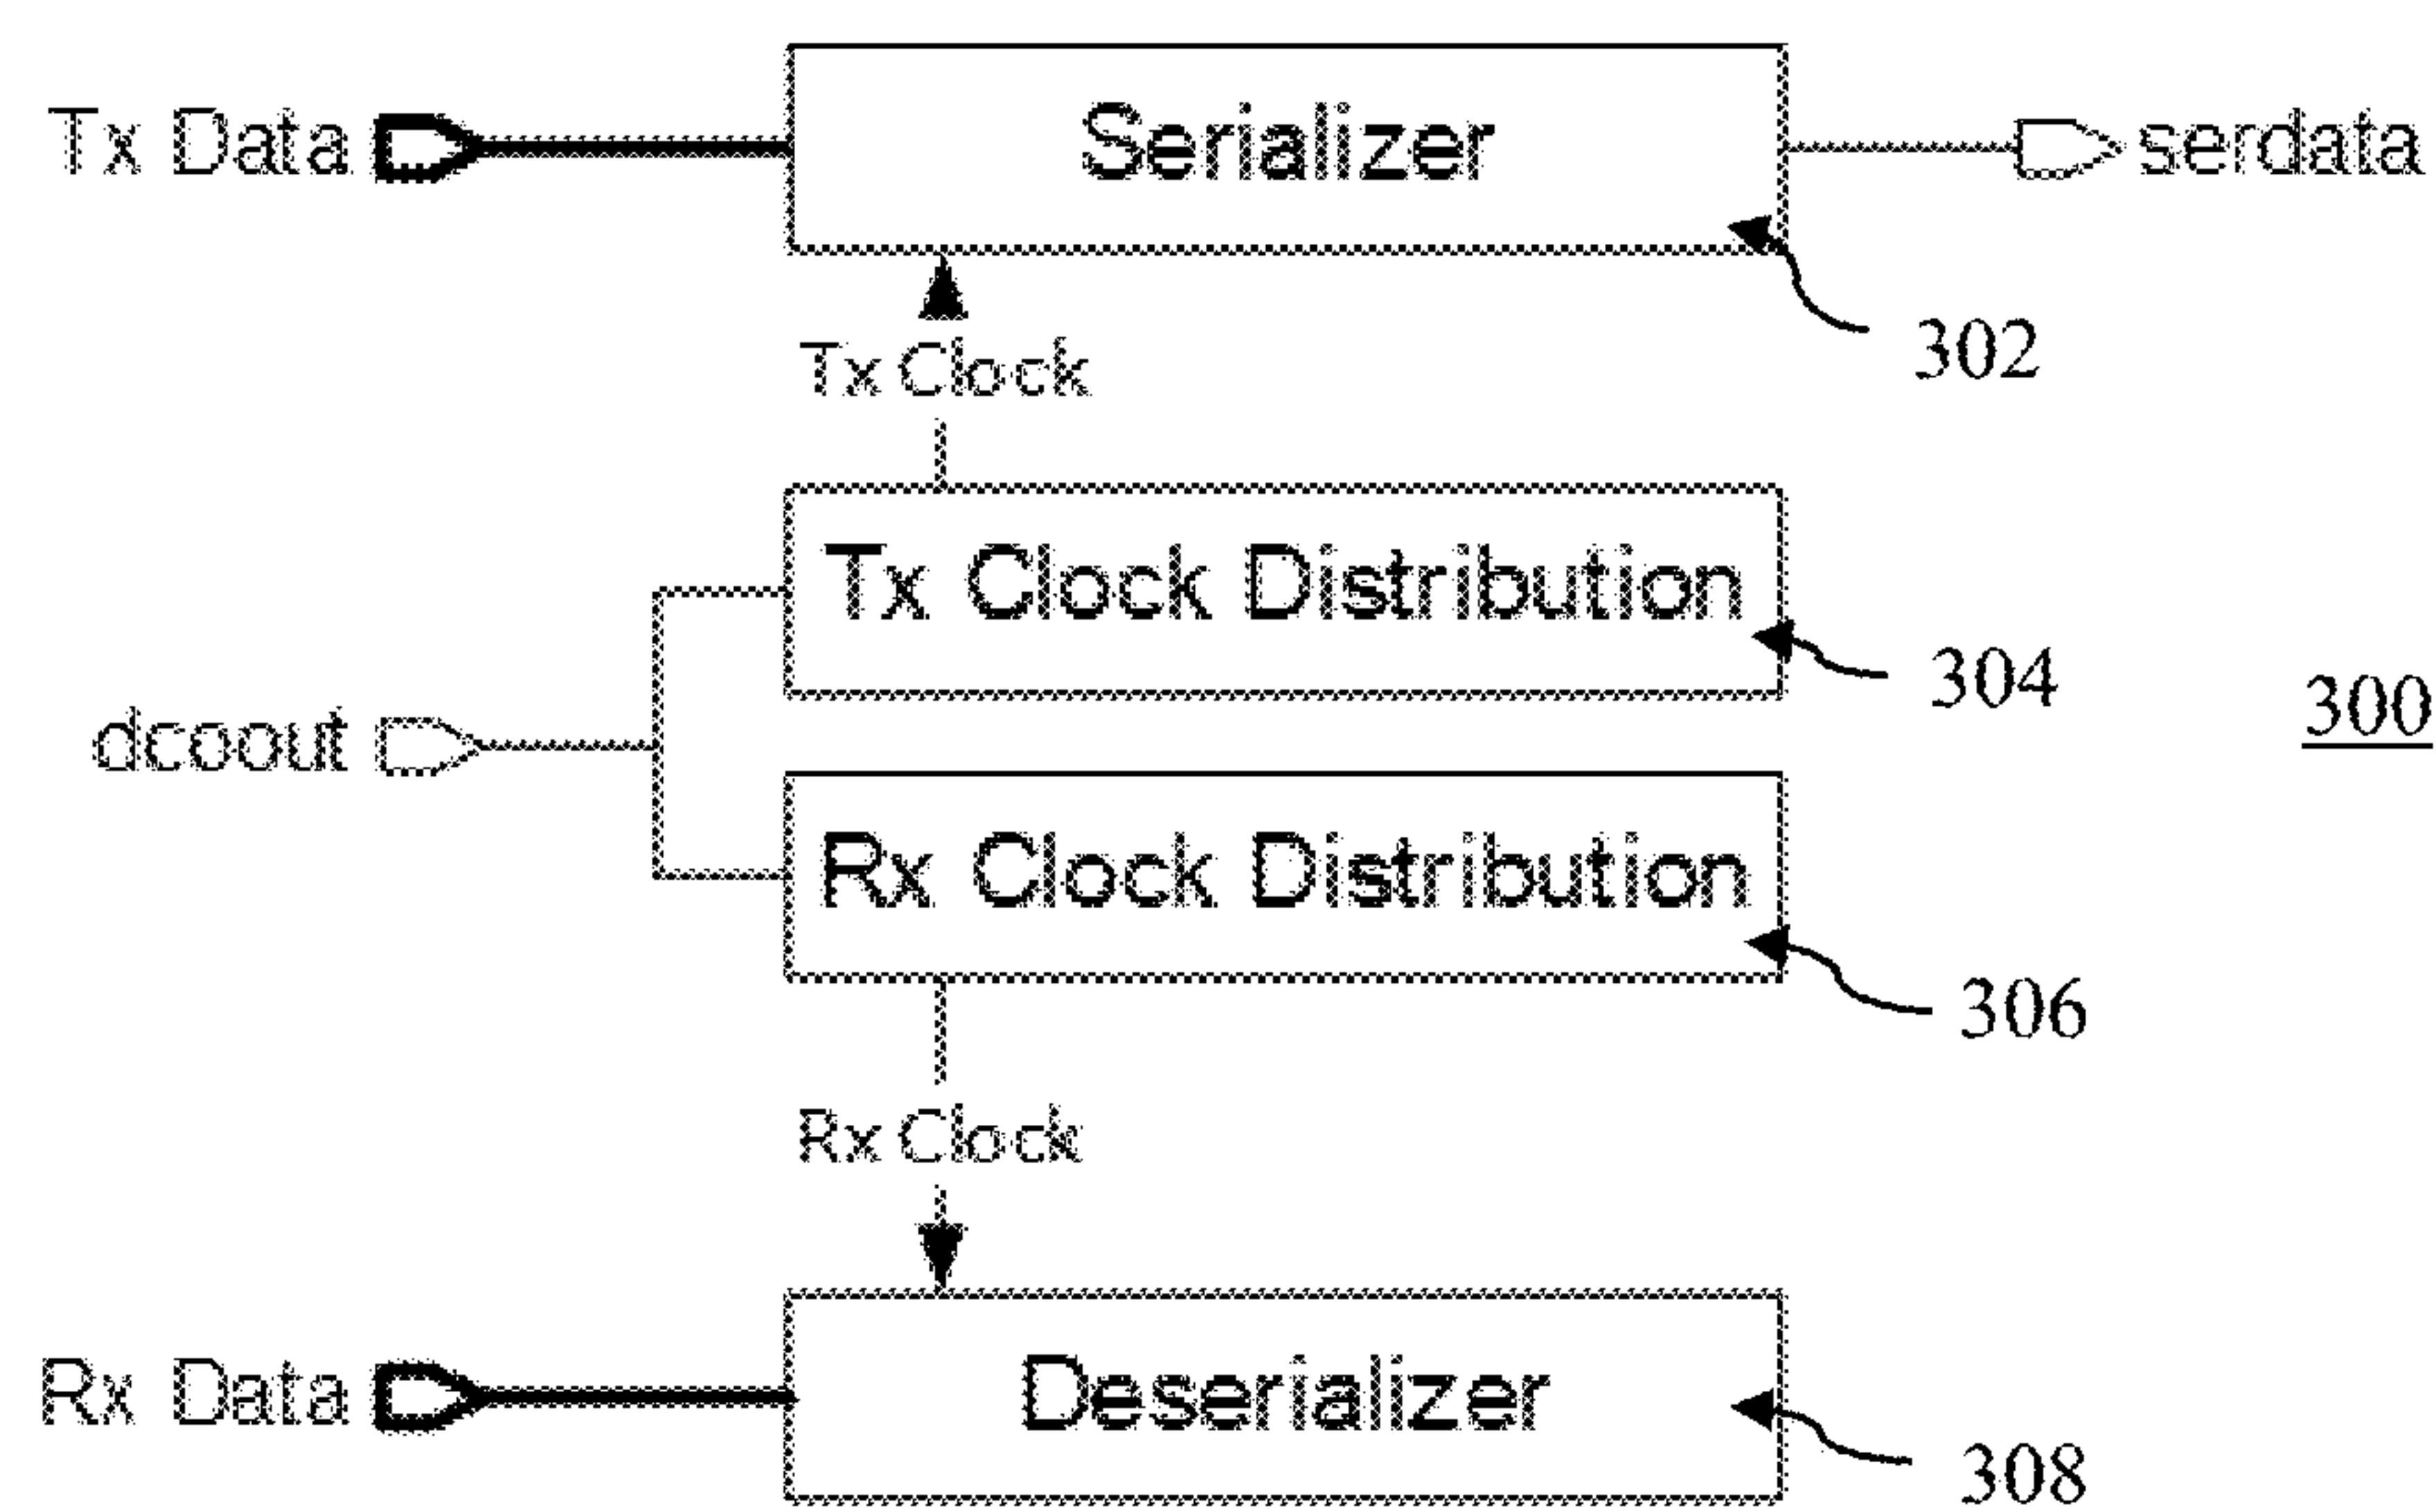 Tx Data
Serializer
serdata
302
Tx Clock
Tx Clock Distribution
304
300
dcoout
Rx Clock Distribution
306
Rx Clock
Rx Data
Deserializer
308